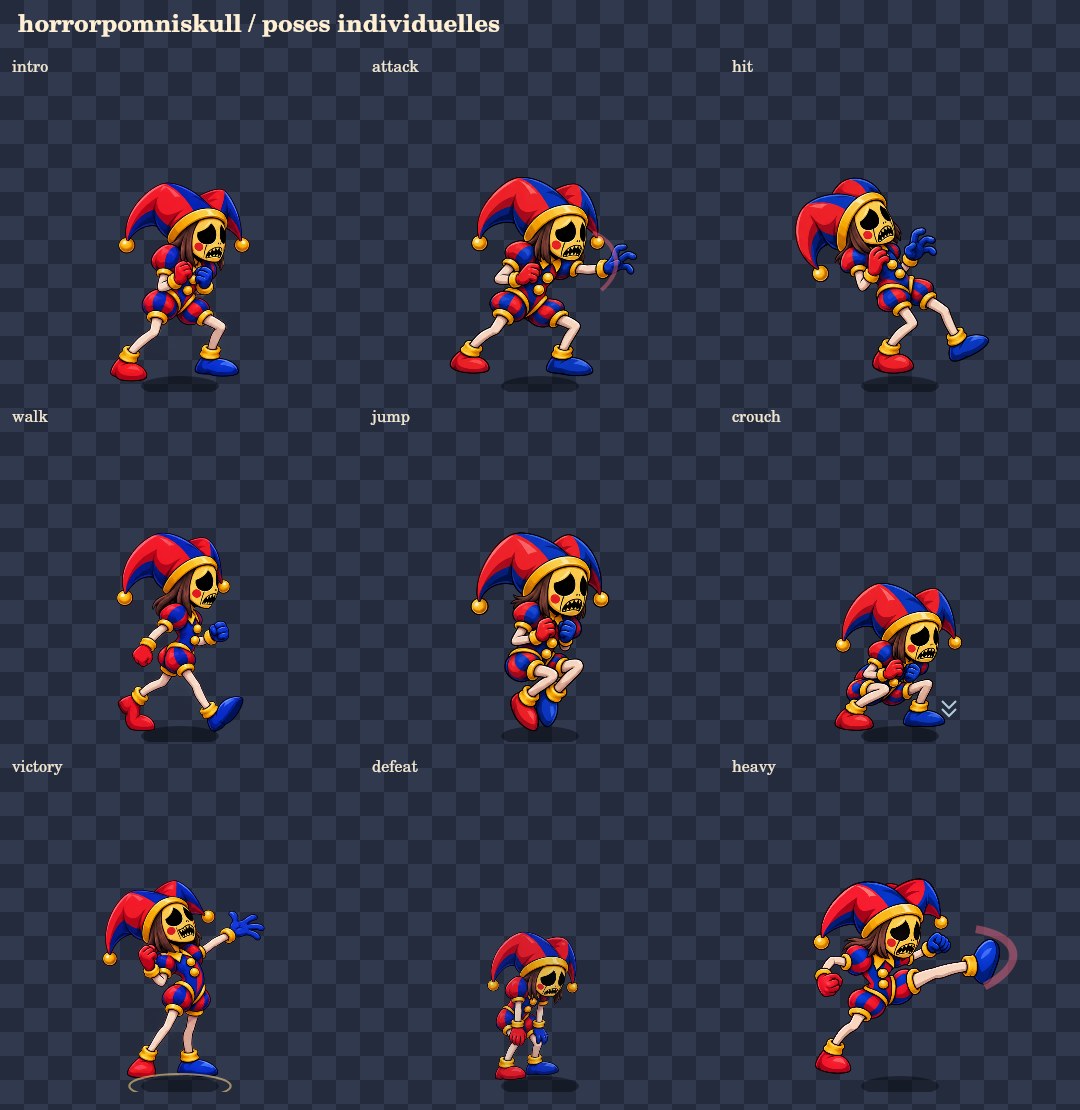 horrorpomniskull / poses individuelles
intro
attack
hit
walk
jump
crouch
victory
defeat
heavy